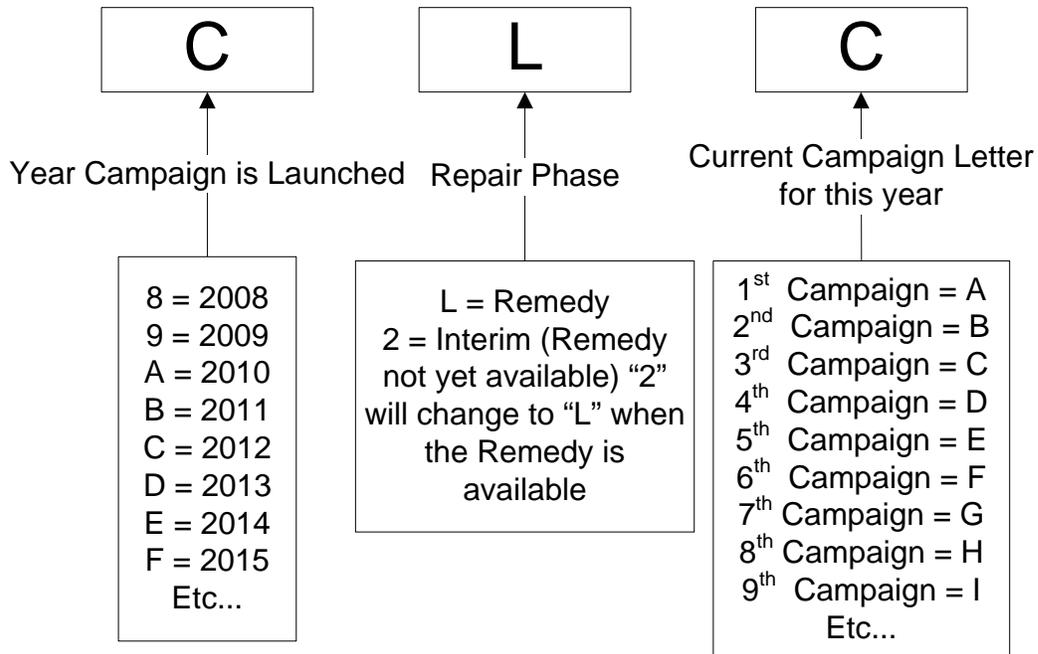 C
L
C
Year Campaign is Launched
Repair Phase
Current Campaign Letter
for this year
8 = 2008
9 = 2009
A = 2010
B = 2011
C = 2012
D = 2013
E = 2014
F = 2015
Etc...
L = Remedy
2 = Interim (Remedy
not yet available) “2”
will change to “L” when
the Remedy is
available
1st Campaign = A
2nd Campaign = B
3rd Campaign = C
4th Campaign = D
5th Campaign = E
6th Campaign = F
7th Campaign = G
8th Campaign = H
9th Campaign = I
Etc...